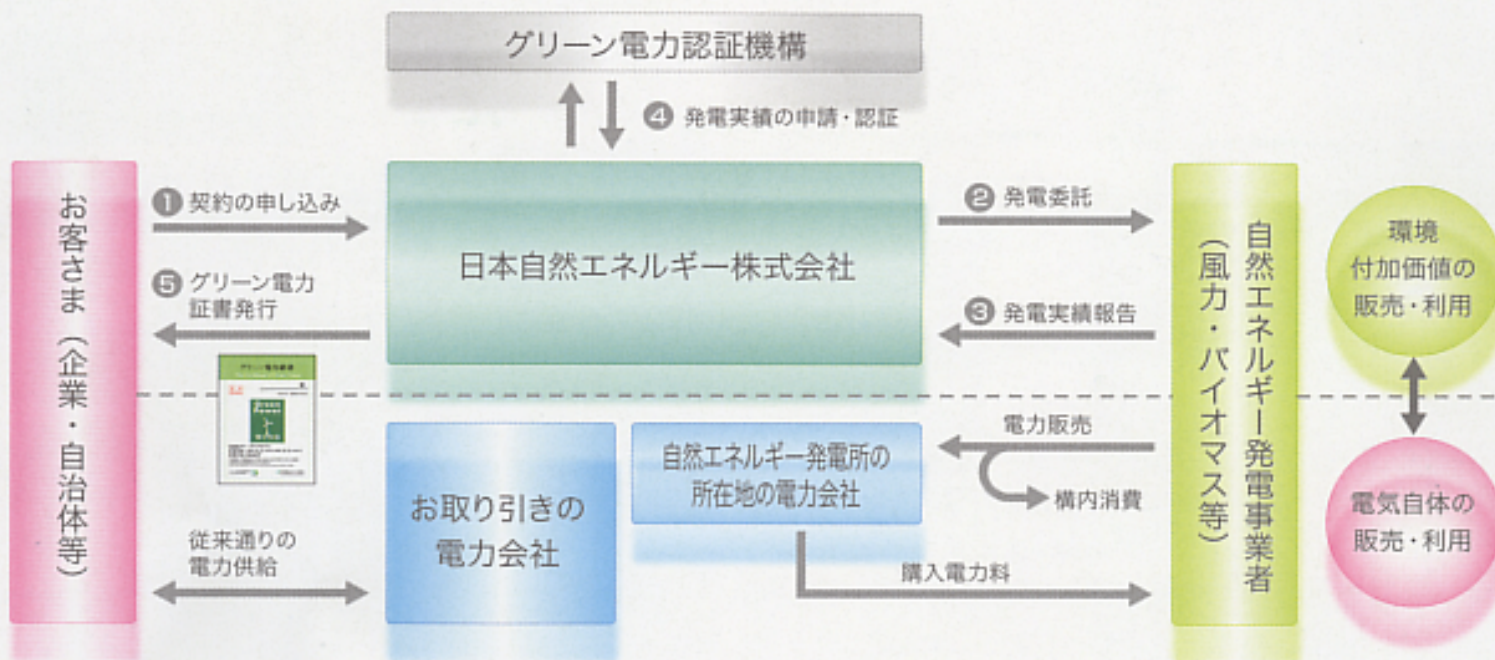 グリーン電力認証機構
❹ 発電実績の申請・認証
お客さま（企業・自治体等）
❶ 契約の申し込み
❺ グリーン電力
証書発行
日本自然エネルギー株式会社
❷ 発電委託
❸ 発電実績報告
自然エネルギー発電事業者
（風力・バイオマス等）
環境
付加価値の
販売・利用
従来通りの
電力供給
お取り引きの
電力会社
自然エネルギー発電所の
所在地の電力会社
電力販売
構内消費
購入電力料
電気自体の
販売・利用